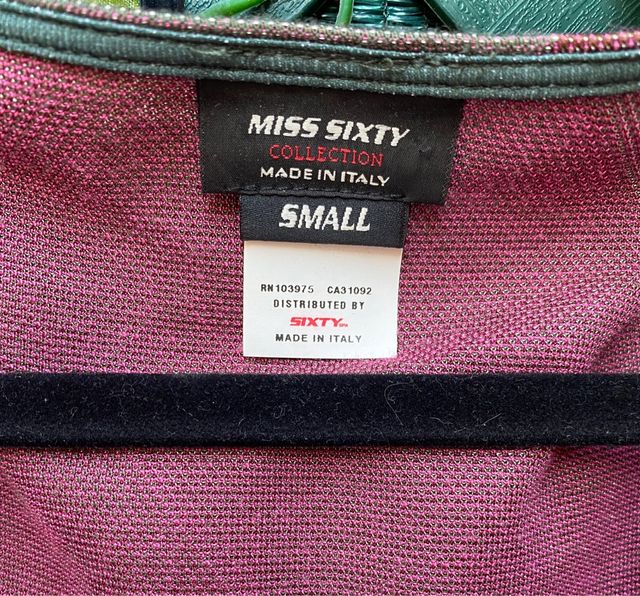 MISS SIXTY
COLLECTION
MADE IN ITALY
SMALL
RN103975 CA31092
DISTRIBUTED BY
SIXTY
MADE IN ITALY